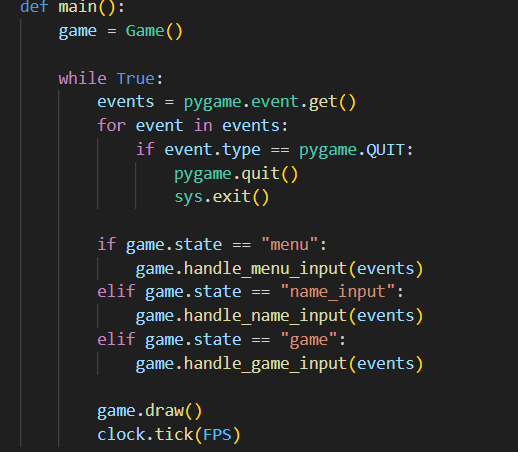 def main():
    game = Game()

    while True:
        events = pygame.event.get()
        for event in events:
            if event.type == pygame.QUIT:
                pygame.quit()
                sys.exit()

        if game.state == "menu":
            game.handle_menu_input(events)
        elif game.state == "name_input":
            game.handle_name_input(events)
        elif game.state == "game":
            game.handle_game_input(events)

        game.draw()
        clock.tick(FPS)